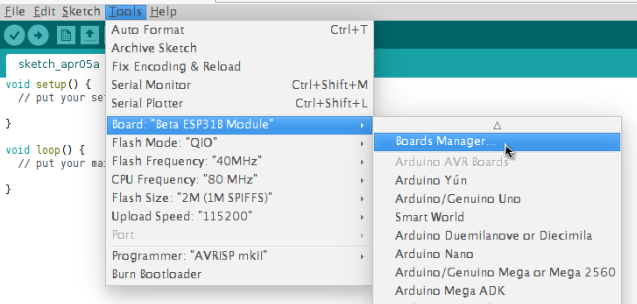 File Edit Sketch Tools Help
sketch_apr05a
void setup() {
// put your set
}
void loop() {
// put your mai
}
Auto Format Ctrl+T
Archive Sketch
Fix Encoding & Reload
Serial Monitor Ctrl+Shift+M
Serial Plotter Ctrl+Shift+L
Board: "Beta ESP31B Module"
Flash Mode: "QIO"
Flash Frequency: "40MHz"
CPU Frequency: "80 MHz"
Flash Size: "2M (1M SPIFFS)"
Upload Speed: "115200"
Port
Programmer: "AVRISP mkII"
Burn Bootloader
Boards Manager...
Arduino AVR Boards
Arduino Yún
Arduino/Genuino Uno
Smart World
Arduino Duemilanove or Diecimila
Arduino Nano
Arduino/Genuino Mega or Mega 2560
Arduino Mega ADK